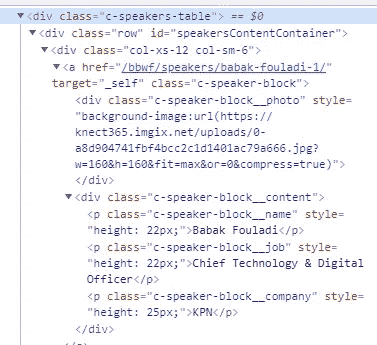 ▼<div class="c-speakers-table"> == $0
▼<div class="row" id="speakersContentContainer">
▼<div class="col-xs-12 col-sm-6">
▼<a href="/bbwf/speakers/babak-fouladi-1/"
target="_self" class="c-speaker-block">
<div class="c-speaker-block__photo" style=
"background-image:url(https://
knect365.imgix.net/uploads/0-
a8d904741fbf4bcc2c1d1401ac79a666.jpg?
w=160&h=160&fit=max&or=0&compress=true)">
</div>
▼<div class="c-speaker-block__content">
<p class="c-speaker-block__name" style=
"height: 22px;">Babak Fouladi</p>
<p class="c-speaker-block__job" style=
"height: 22px;">Chief Technology & Digital
Officer</p>
<p class="c-speaker-block__company" style=
"height: 25px;">KPN</p>
</div>